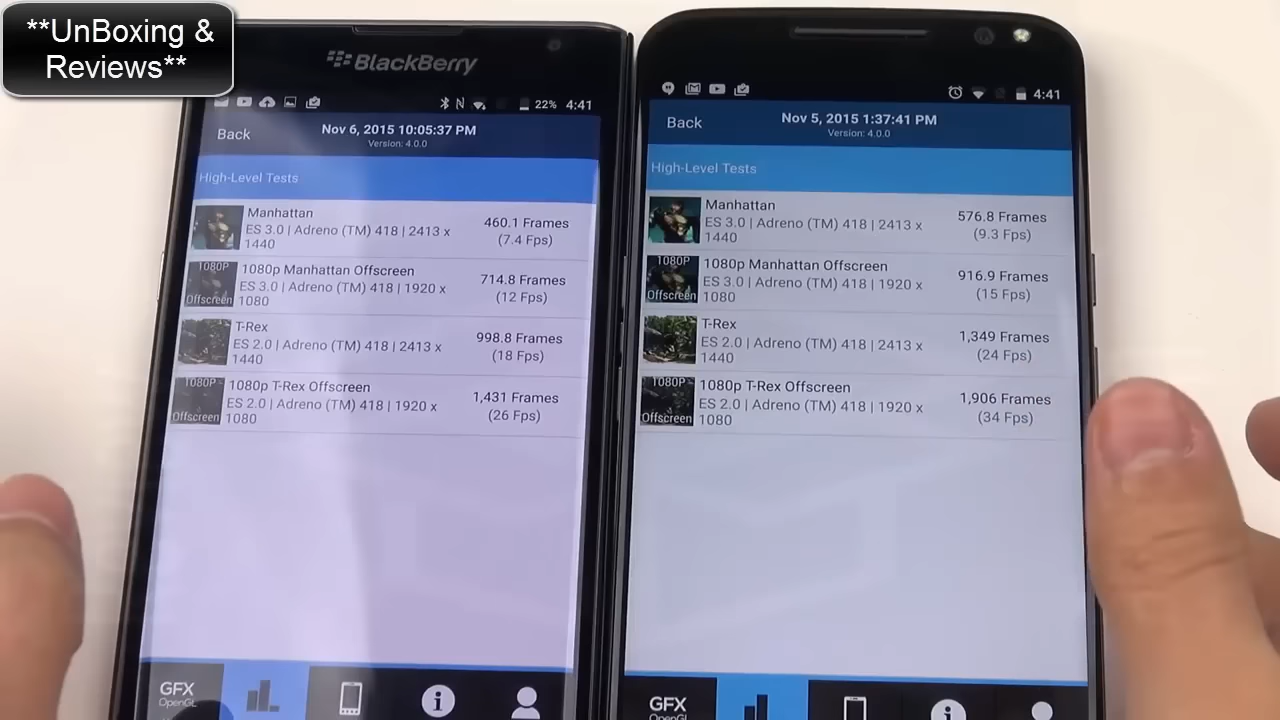 **UnBoxing &
Reviews**
BlackBerry
22% 4:41
Back
Nov 6, 2015 10:05:37 PM
Version: 4.0.0
High-Level Tests
Manhattan
ES 3.0 | Adreno (TM) 418 | 2413 x
1440
460.1 Frames
(7.4 Fps)
1080P
Offscreen
1080p Manhattan Offscreen
ES 3.0 | Adreno (TM) 418 | 1920 x
1080
714.8 Frames
(12 Fps)
T-Rex
ES 2.0 | Adreno (TM) 418 | 2413 x
1440
998.8 Frames
(18 Fps)
1080P
Offscreen
1080p T-Rex Offscreen
ES 2.0 | Adreno (TM) 418 | 1920 x
1080
1,431 Frames
(26 Fps)
GFX
OpenGL
4:41
Back
Nov 5, 2015 1:37:41 PM
Version: 4.0.0
High-Level Tests
Manhattan
ES 3.0 | Adreno (TM) 418 | 2413 x
1440
576.8 Frames
(9.3 Fps)
1080P
Offscreen
1080p Manhattan Offscreen
ES 3.0 | Adreno (TM) 418 | 1920 x
1080
916.9 Frames
(15 Fps)
T-Rex
ES 2.0 | Adreno (TM) 418 | 2413 x
1440
1,349 Frames
(24 Fps)
1080P
Offscreen
1080p T-Rex Offscreen
ES 2.0 | Adreno (TM) 418 | 1920 x
1080
1,906 Frames
(34 Fps)
GFX
OpenGL